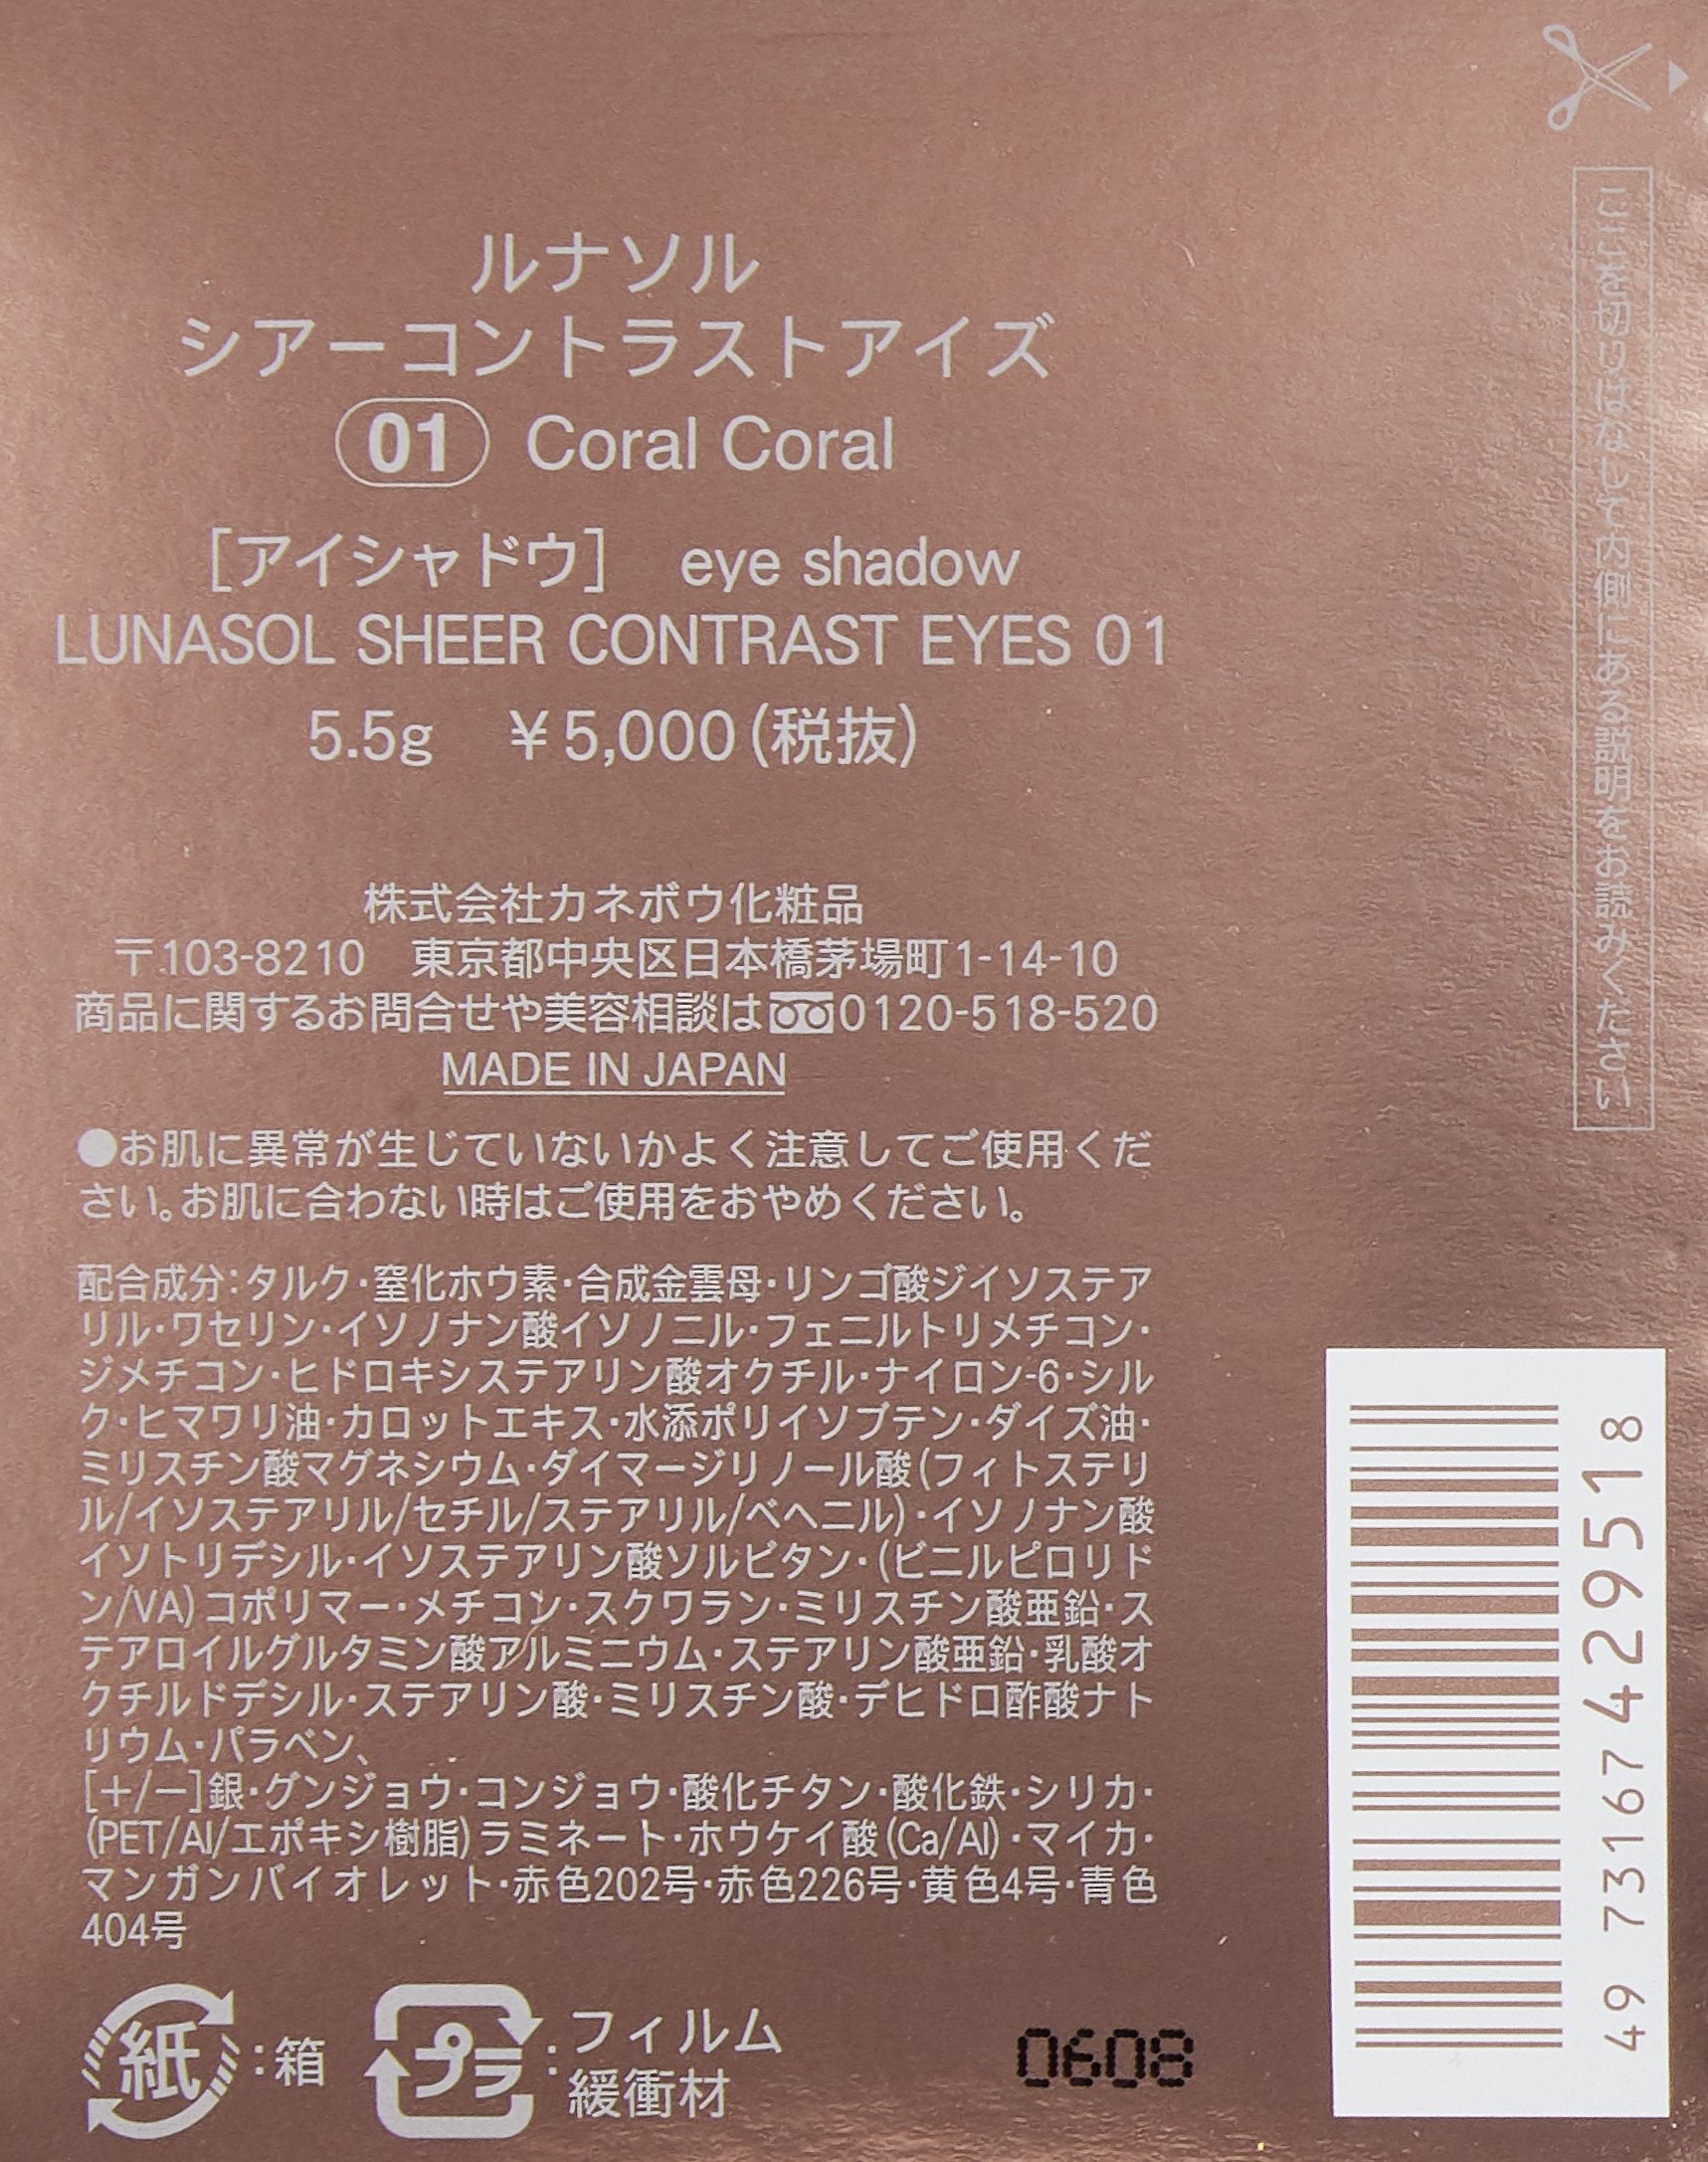 ルナソル
シアーコントラストアイズ
01 Coral Coral
[アイシャドウ] eye shadow
LUNASOL SHEER CONTRAST EYES 01
5.5g ¥5,000(税抜)
株式会社カネボウ化粧品
〒103-8210 東京都中央区日本橋茅場町1-14-10
商品に関するお問合せや美容相談は0120-518-520
MADE IN JAPAN
●お肌に異常が生じていないかよく注意してご使用くだ
さい。お肌に合わない時はご使用をおやめください。
配合成分:タルク・窒化ホウ素・合成金雲母・リンゴ酸ジイソステア
リル・ワセリン・イソノナン酸イソノニル・フェニルトリメチコン・
ジメチコン・ヒドロキシステアリン酸オクチル・ナイロン-6・シル
ク・ヒマワリ油・カロットエキス・水添ポリイソブテン・ダイズ油・
ミリスチン酸マグネシウム・ダイマージリノール酸(フィトステリ
ル/イソステアリル/セチル/ステアリル/ベヘニル)・イソノナン酸
イソトリデシル・イソステアリン酸ソルビタン・(ビニルピロリド
ン/VA)コポリマー・メチコン・スクワラン・ミリスチン酸亜鉛・ス
テアロイルグルタミン酸アルミニウム・ステアリン酸亜鉛・乳酸オ
クチルドデシル・ステアリン酸・ミリスチン酸・デヒドロ酢酸ナト
リウム・パラベン、
[+/-]銀・グンジョウ・コンジョウ・酸化チタン・酸化鉄・シリカ・
(PET/Al/エポキシ樹脂)ラミネート・ホウケイ酸(Ca/Al)・マイカ・
マンガンバイオレット・赤色202号・赤色226号・黄色4号・青色
404号
紙:箱
プラ:フィルム
緩衝材
0608
ここを切りはなして内側にある説明をお読みください
4973167429518